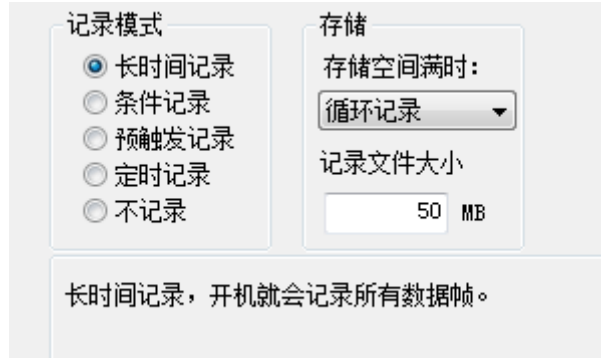 记录模式
长时间记录
条件记录
预触发记录
定时记录
不记录
存储
存储空间满时：
循环记录
记录文件大小
50 MB
长时间记录，开机就会记录所有数据帧。